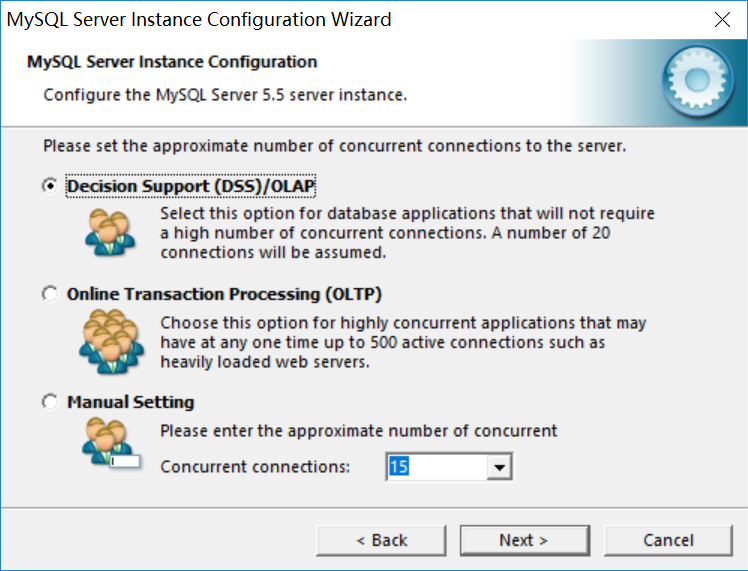 MySQL Server Instance Configuration Wizard
MySQL Server Instance Configuration
Configure the MySQL Server 5.5 server instance.
Please set the approximate number of concurrent connections to the server.
Decision Support (DSS)/OLAP
Select this option for database applications that will not require
a high number of concurrent connections. A number of 20
connections will be assumed.
Online Transaction Processing (OLTP)
Choose this option for highly concurrent applications that may
have at any one time up to 500 active connections such as
heavily loaded web servers.
Manual Setting
Please enter the approximate number of concurrent
Concurrent connections: 15
< Back Next > Cancel